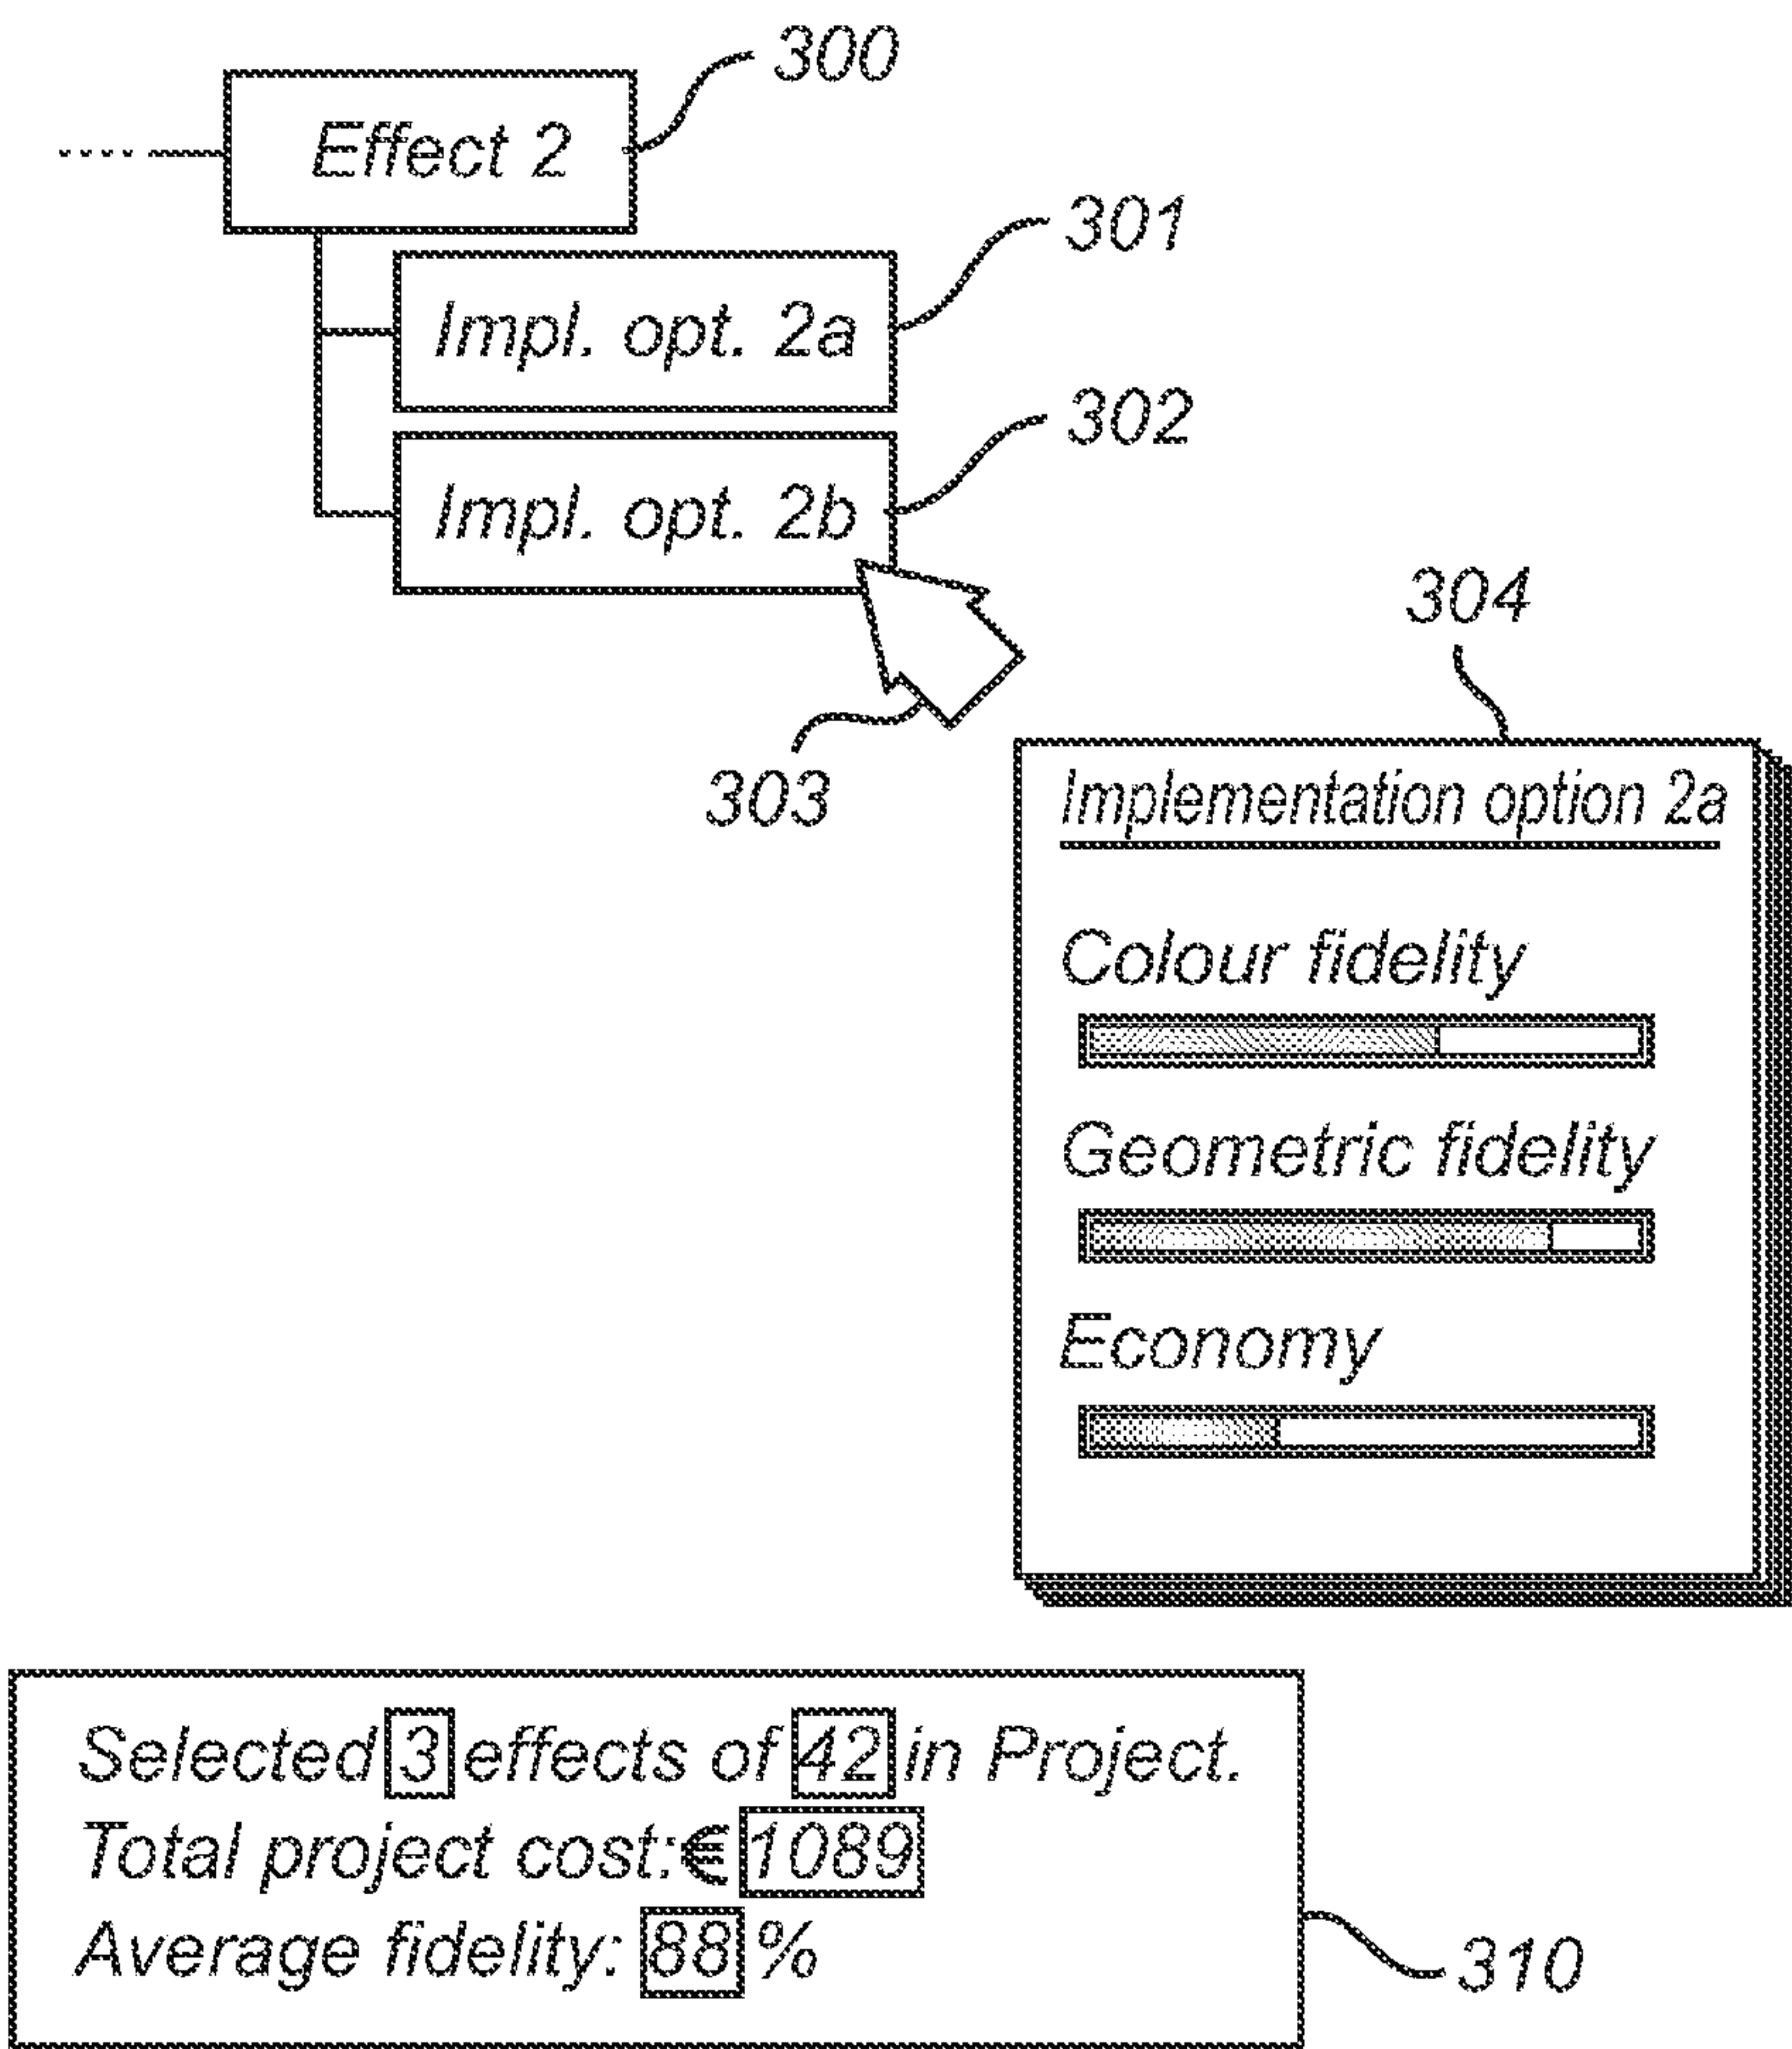 300
Effect 2
301
Impl. opt. 2a
302
Impl. opt. 2b
303
304
Implementation option 2a
Colour fidelity
Geometric fidelity
Economy
Selected 3 effects of 42 in Project.
Total project cost:€ 1089
Average fidelity: 88 %
310